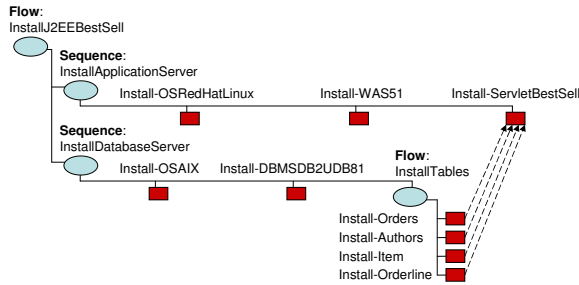 Flow:
InstallJ2EEBestSell
Sequence:
InstallApplicationServer
Install-OSRedHatLinux Install-WAS51 Install-ServletBestSell
Sequence:
InstallDatabaseServer
Install-OSAIX Install-DBMSDB2UDB81
Flow:
InstallTables
Install-Orders
Install-Authors
Install-Item
Install-Orderline